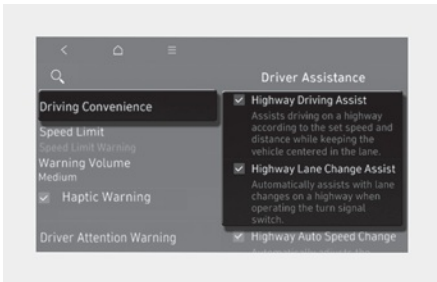 Driver Assistance
Driving Convenience
Speed Limit
Speed Limit Warning
Warning Volume
Medium
Haptic Warning
Driver Attention Warning
Highway Driving Assist
Assists driving on a highway
according to the set speed and
distance while keeping the
vehicle centered in the lane.
Highway Lane Change Assist
Automatically assists with lane
changes on a highway when
operating the turn signal
switch.
Highway Auto Speed Change